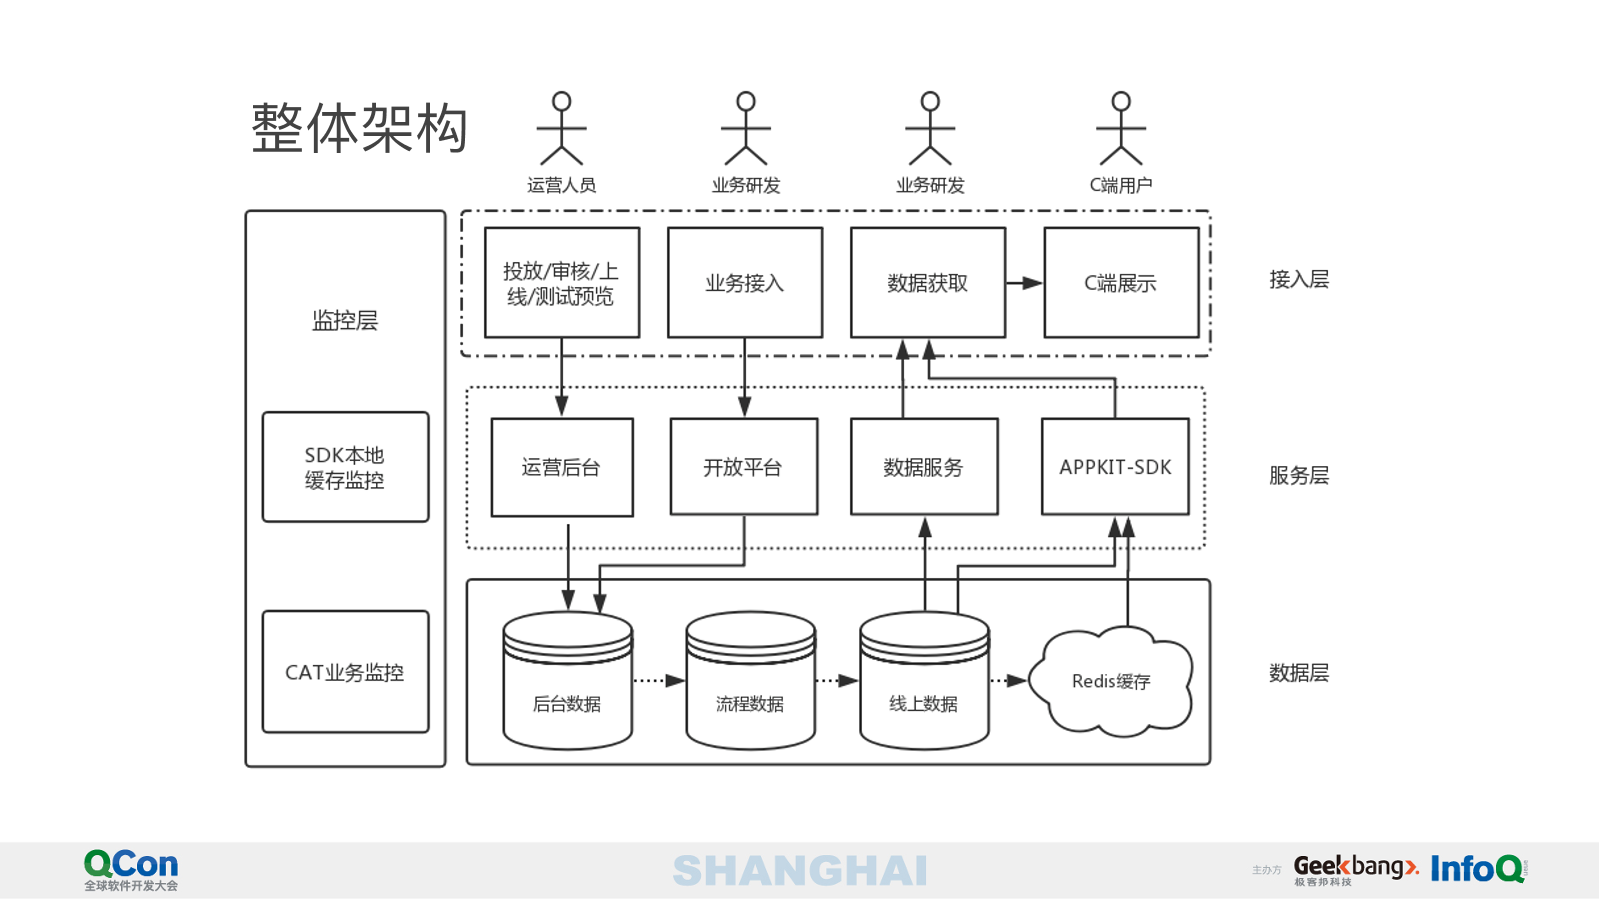 整体架构
运营人员
业务研发
业务研发
C端用户
投放/审核/上
线/测试预览
业务接入
数据获取
C端展示
接入层
监控层
SDK本地
缓存监控
运营后台
开放平台
数据服务
APPKIT-SDK
服务层
CAT业务监控
后台数据
流程数据
线上数据
Redis缓存
数据层
QCon
全球软件开发大会
SHANGHAI
主办方
Geekbang>.
极客邦科技
InfoQ